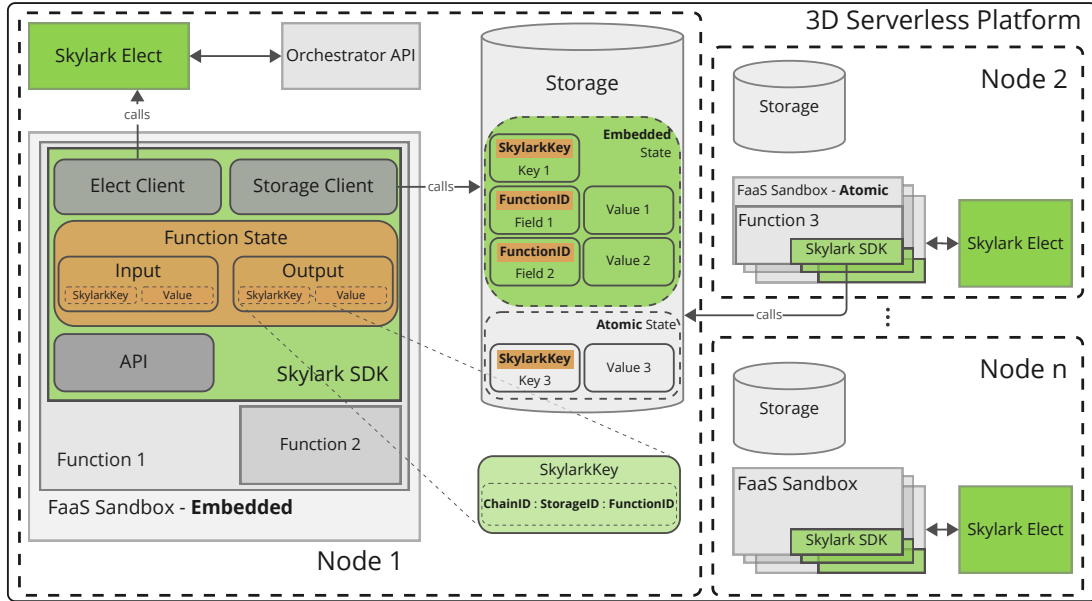 3D Serverless Platform
Skylark Elect
Orchestrator API
calls
Elect Client
Storage Client
calls
Function State
Input
SkylarkKey
Value
Output
SkylarkKey
Value
API
Skylark SDK
Function 1
Function 2
FaaS Sandbox - Embedded
Node 1
Storage
Embedded
State
SkylarkKey
Key 1
FunctionID
Field 1
Value 1
FunctionID
Field 2
Value 2
Atomic State
SkylarkKey
Key 3
Value 3
SkylarkKey
ChainID : StorageID : FunctionID
Node 2
Storage
FaaS Sandbox - Atomic
Function 3
Skylark SDK
Skylark Elect
calls
⋮
Node n
Storage
FaaS Sandbox
Skylark SDK
Skylark Elect